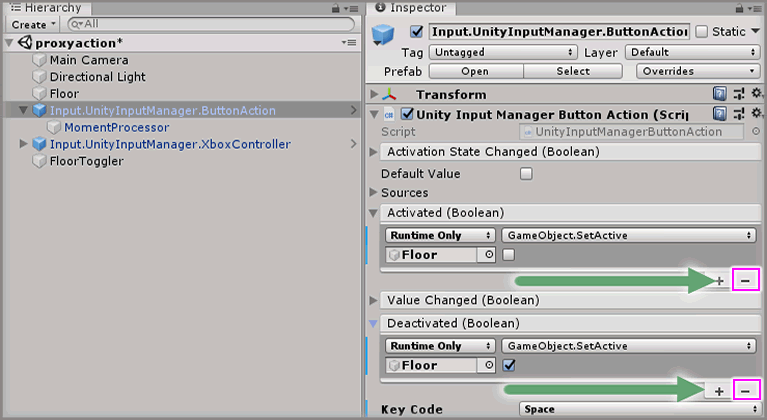 Hierarchy
Create
All
proxyaction*
Main Camera
Directional Light
Floor
Input.UnityInputManager.ButtonAction
MomentProcessor
Input.UnityInputManager.XboxController
FloorToggler
Inspector
Input.UnityInputManager.ButtonAction
Static
Tag Untagged Layer Default
Prefab Open Select Overrides
Transform
Unity Input Manager Button Action (Scrip
Script UnityInputManagerButtonAction
Activation State Changed (Boolean)
Default Value
Sources
Activated (Boolean)
Runtime Only GameObject.SetActive
Floor
+ −
Value Changed (Boolean)
Deactivated (Boolean)
Runtime Only GameObject.SetActive
Floor
+ −
Key Code Space